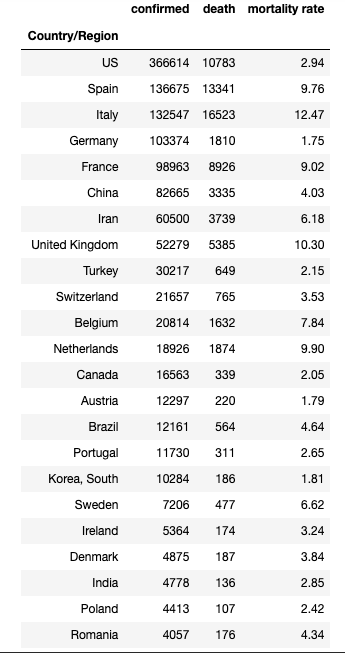 confirmed death mortality rate
Country/Region
US 366614 10783 2.94
Spain 136675 13341 9.76
Italy 132547 16523 12.47
Germany 103374 1810 1.75
France 98963 8926 9.02
China 82665 3335 4.03
Iran 60500 3739 6.18
United Kingdom 52279 5385 10.30
Turkey 30217 649 2.15
Switzerland 21657 765 3.53
Belgium 20814 1632 7.84
Netherlands 18926 1874 9.90
Canada 16563 339 2.05
Austria 12297 220 1.79
Brazil 12161 564 4.64
Portugal 11730 311 2.65
Korea, South 10284 186 1.81
Sweden 7206 477 6.62
Ireland 5364 174 3.24
Denmark 4875 187 3.84
India 4778 136 2.85
Poland 4413 107 2.42
Romania 4057 176 4.34